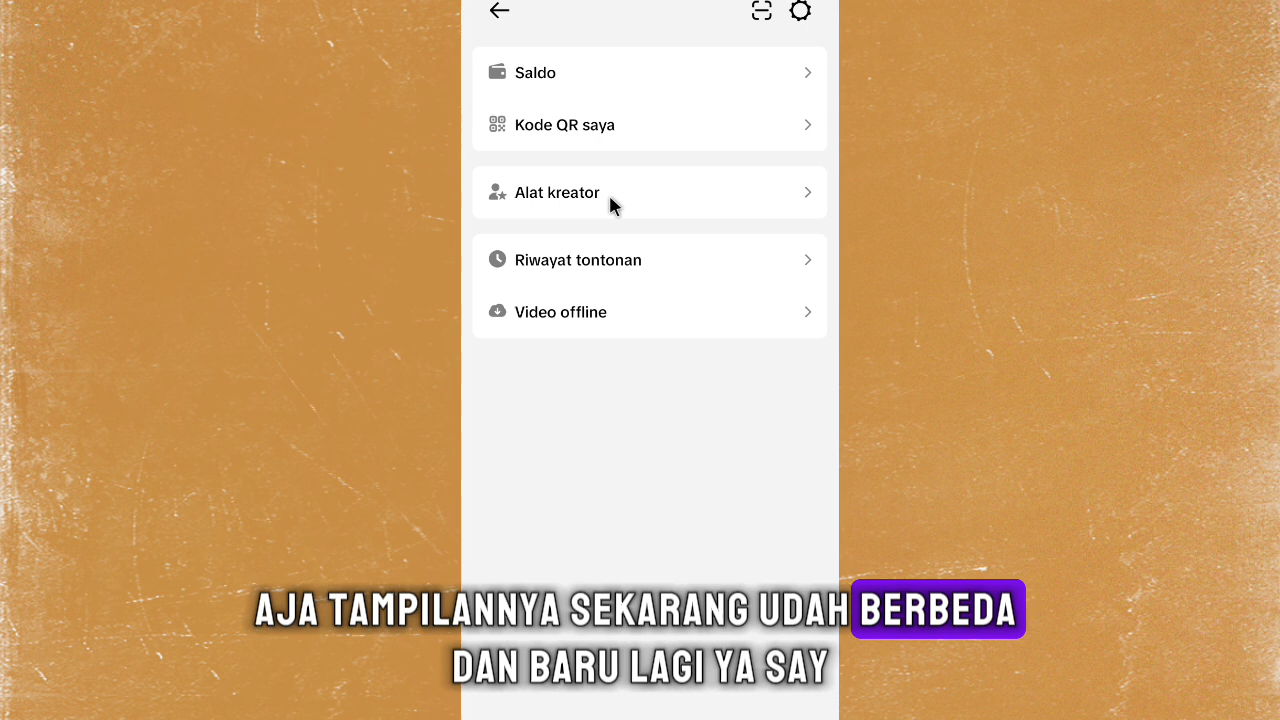 Saldo
Kode QR saya
Alat kreator
Riwayat tontonan
Video offline
AJA TAMPILANNYA SEKARANG UDAH BERBEDA
DAN BARU LAGI YA SAY